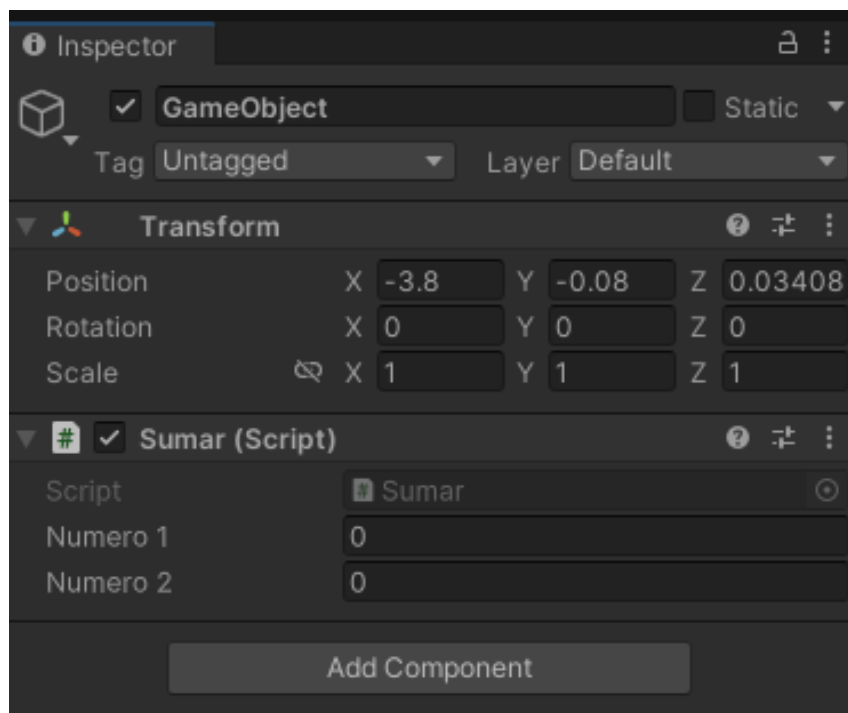 Inspector
GameObject Static
Tag Untagged Layer Default
Transform
Position X -3.8 Y -0.08 Z 0.03408
Rotation X 0 Y 0 Z 0
Scale X 1 Y 1 Z 1
# Sumar (Script)
Script # Sumar
Numero 1 0
Numero 2 0
Add Component